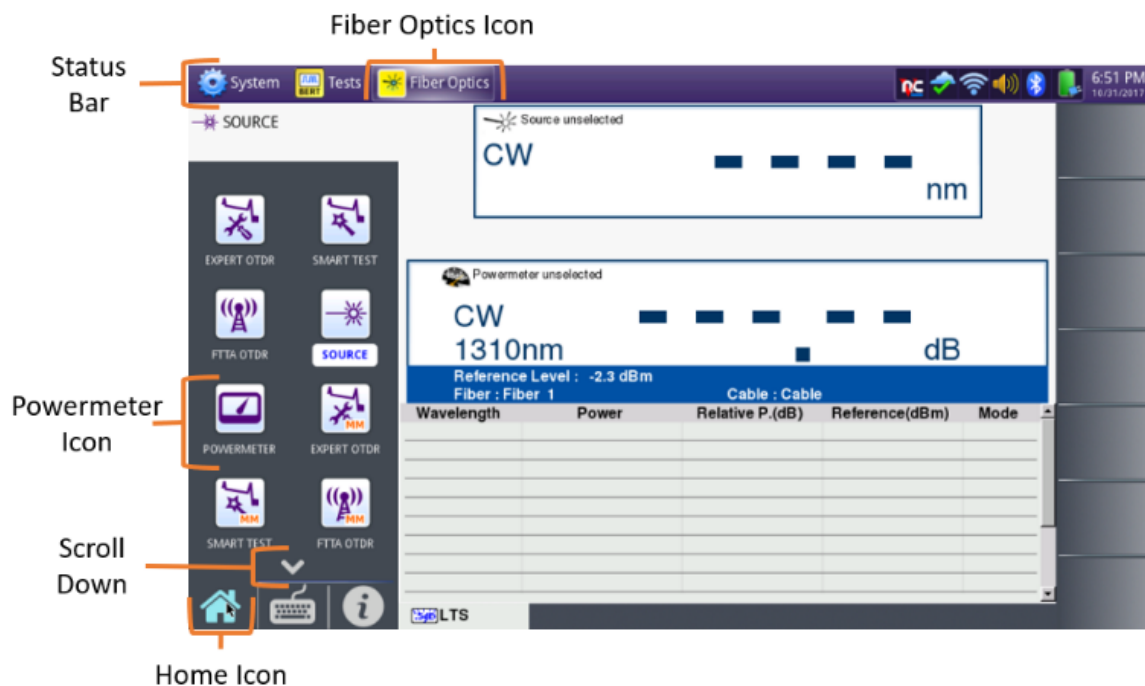 Fiber Optics Icon
Status
Bar
System
BERT
Tests
Fiber Optics
nc
6:51 PM
10/31/2017
SOURCE
Source unselected
CW
nm
EXPERT OTDR
SMART TEST
Powermeter unselected
CW
1310nm
dB
FTTA OTDR
SOURCE
Reference Level : -2.3 dBm
Fiber : Fiber 1
Cable : Cable
Powermeter
Icon
Wavelength
Power
Relative P.(dB)
Reference(dBm)
Mode
MM
POWERMETER
EXPERT OTDR
MM
MM
SMART TEST
FTTA OTDR
Scroll
Down
i
LTS
Home Icon